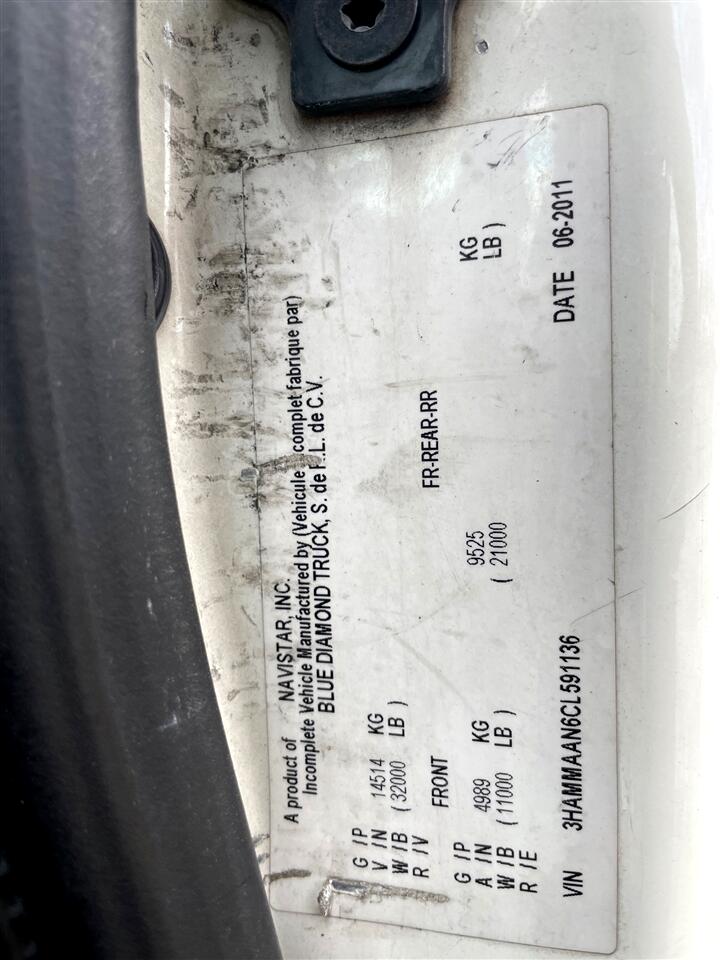 A product of NAVISTAR, INC.
Incomplete Vehicle Manufactured by (Vehicule complet fabrique par)
BLUE DIAMOND TRUCK, S. de R.L. de C.V.
G IP 14514 KG
V IN ( 32000 LB )
W IB
R IV FRONT FR-REAR-RR
G IP 4989 KG 9525 KG
A IN ( 11000 LB ) ( 21000 LB )
W IB
R IE
VIN 3HAMMAAN6CL591136 DATE 06-2011